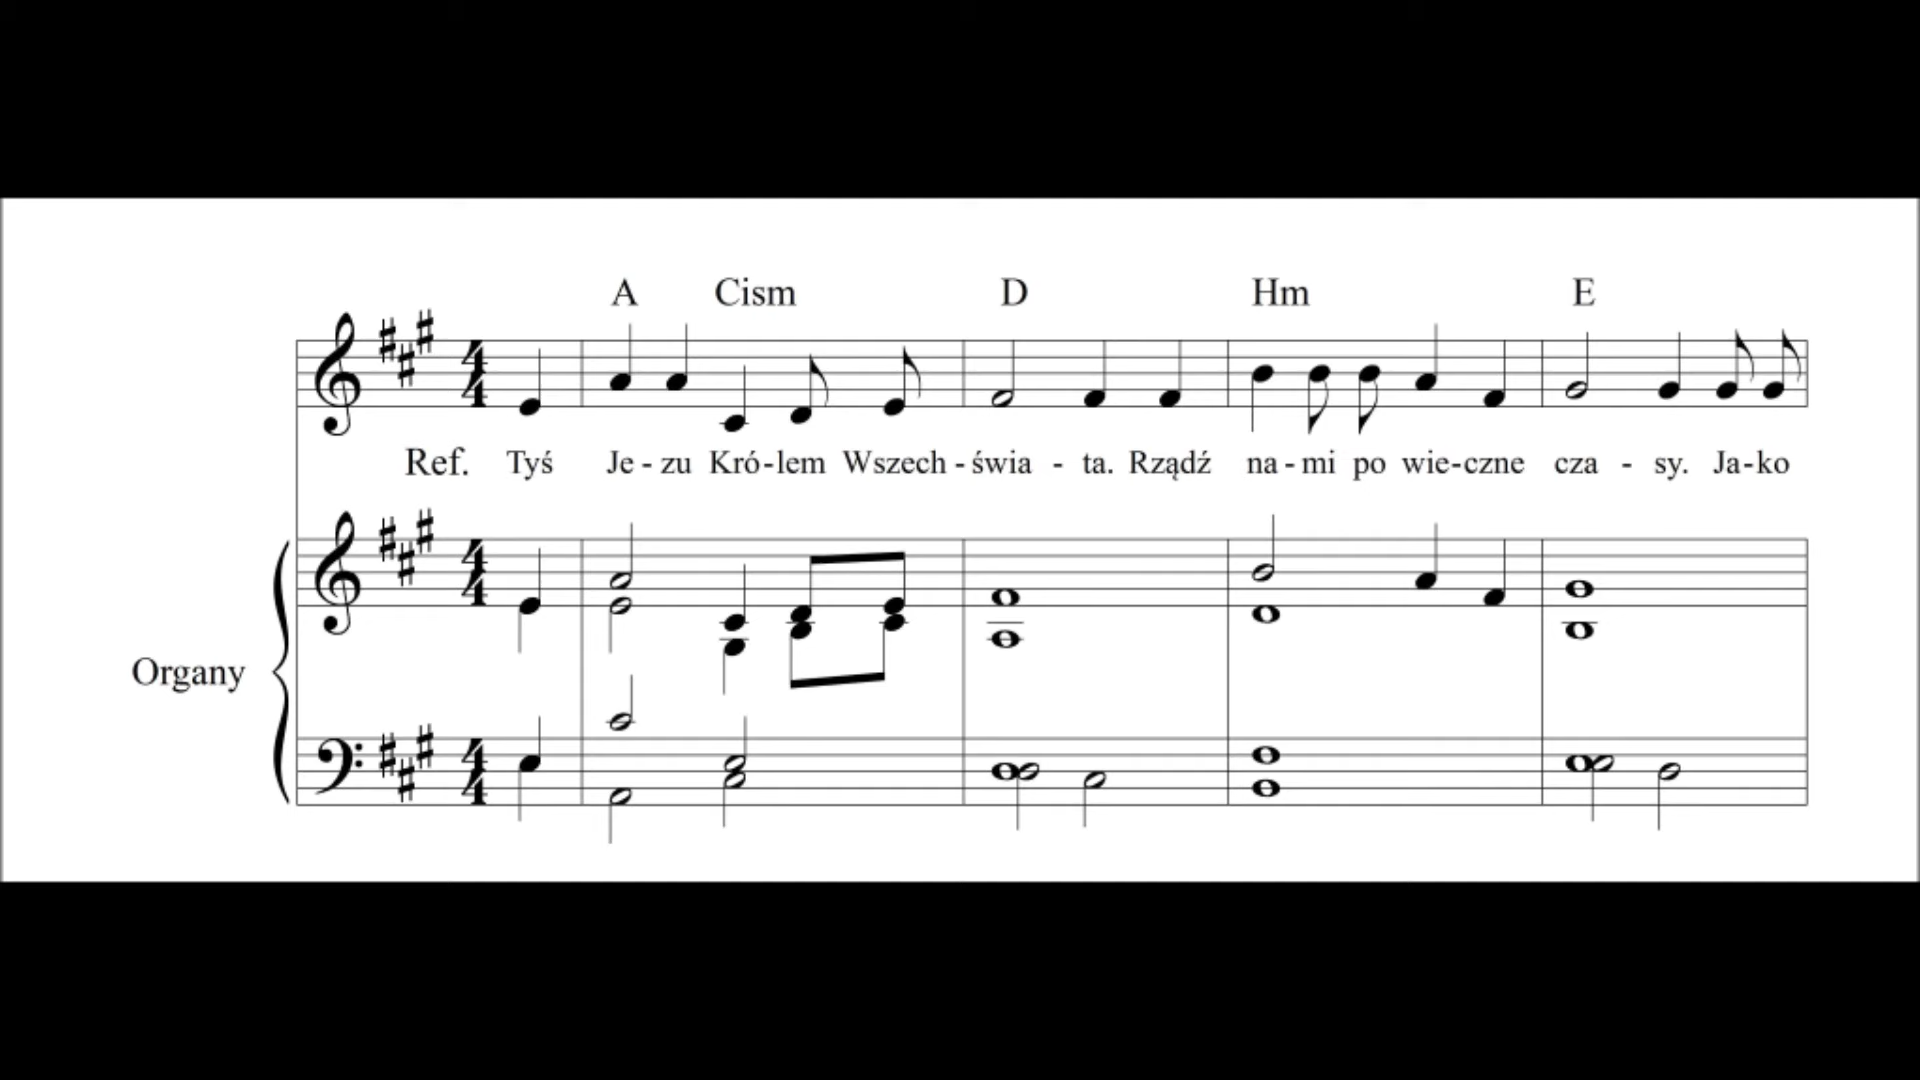 A Cism D Hm E
Ref. Tyś Je - zu Kró - lem Wszech - świa - ta. Rządź na - mi po wie - czne cza - sy. Ja - ko
Organy